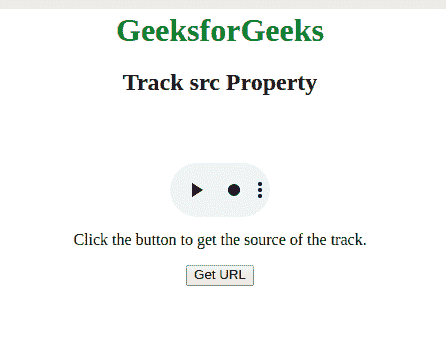 GeeksforGeeks
Track src Property
Click the button to get the source of the track.
Get URL